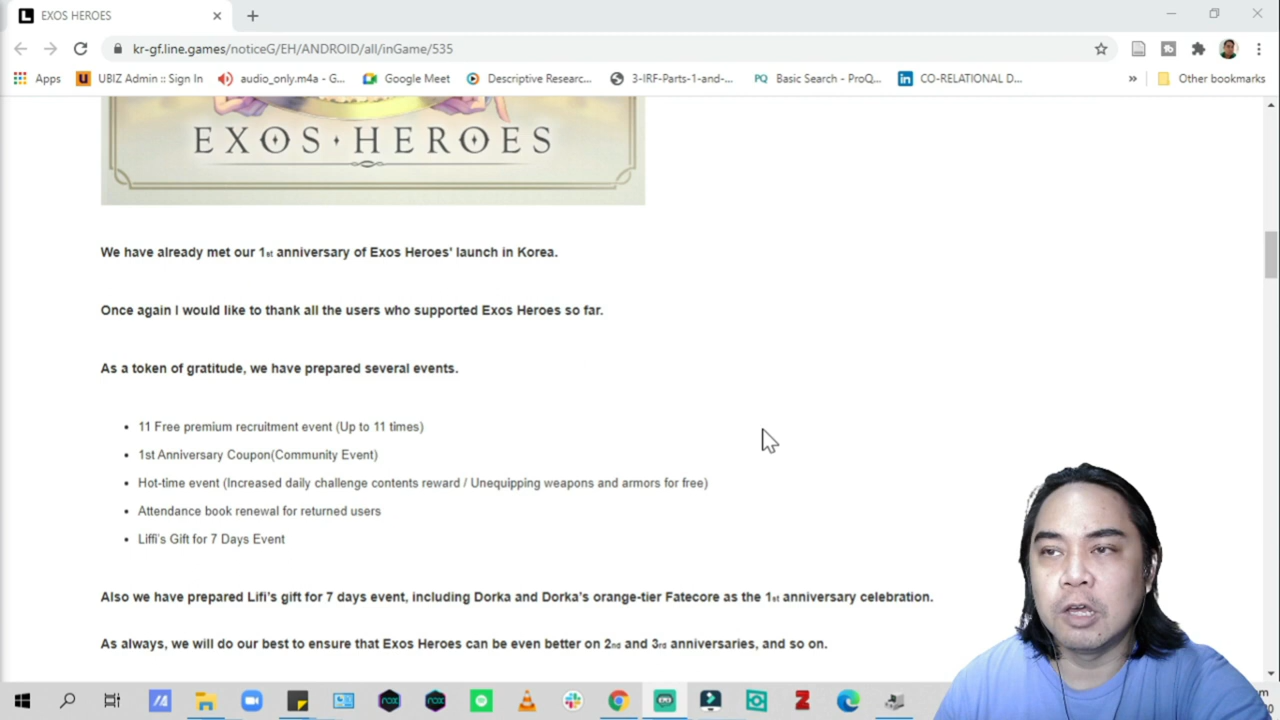 EXOS HEROES
kr-gf.line.games/noticeG/EH/ANDROID/all/inGame/535
Apps UBIZ Admin :: Sign In audio_only.m4a - G... Google Meet Descriptive Researc... 3-IRF-Parts-1-and-... PQ Basic Search - ProQ... CO-RELATIONAL D... » Other bookmarks
EXOS HEROES
We have already met our 1st anniversary of Exos Heroes' launch in Korea.
Once again I would like to thank all the users who supported Exos Heroes so far.
As a token of gratitude, we have prepared several events.
• 11 Free premium recruitment event (Up to 11 times)
• 1st Anniversary Coupon(Community Event)
• Hot-time event (Increased daily challenge contents reward / Unequipping weapons and armors for free)
• Attendance book renewal for returned users
• Liffi's Gift for 7 Days Event
Also we have prepared Lifi's gift for 7 days event, including Dorka and Dorka's orange-tier Fatecore as the 1st anniversary celebration.
As always, we will do our best to ensure that Exos Heroes can be even better on 2nd and 3rd anniversaries, and so on.